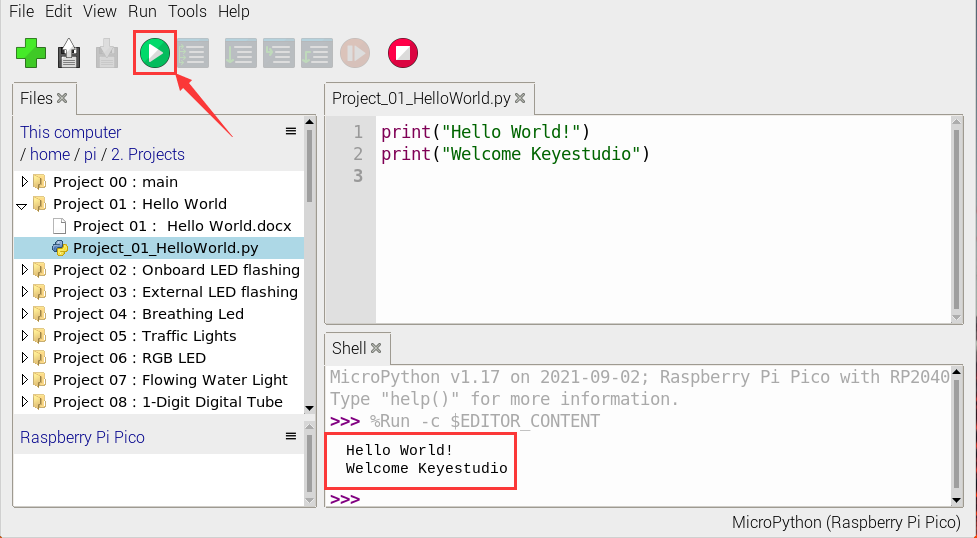 File Edit View Run Tools Help
Files
This computer
/ home / pi / 2. Projects
Project 00 : main
Project 01 : Hello World
Project 01 : Hello World.docx
Project_01_HelloWorld.py
Project 02 : Onboard LED flashing
Project 03 : External LED flashing
Project 04 : Breathing Led
Project 05 : Traffic Lights
Project 06 : RGB LED
Project 07 : Flowing Water Light
Project 08 : 1-Digit Digital Tube
Raspberry Pi Pico
Project_01_HelloWorld.py
1 print("Hello World!")
2 print("Welcome Keyestudio")
3
Shell
MicroPython v1.17 on 2021-09-02; Raspberry Pi Pico with RP2040
Type "help()" for more information.
>>> %Run -c $EDITOR_CONTENT
Hello World!
Welcome Keyestudio
>>>
MicroPython (Raspberry Pi Pico)